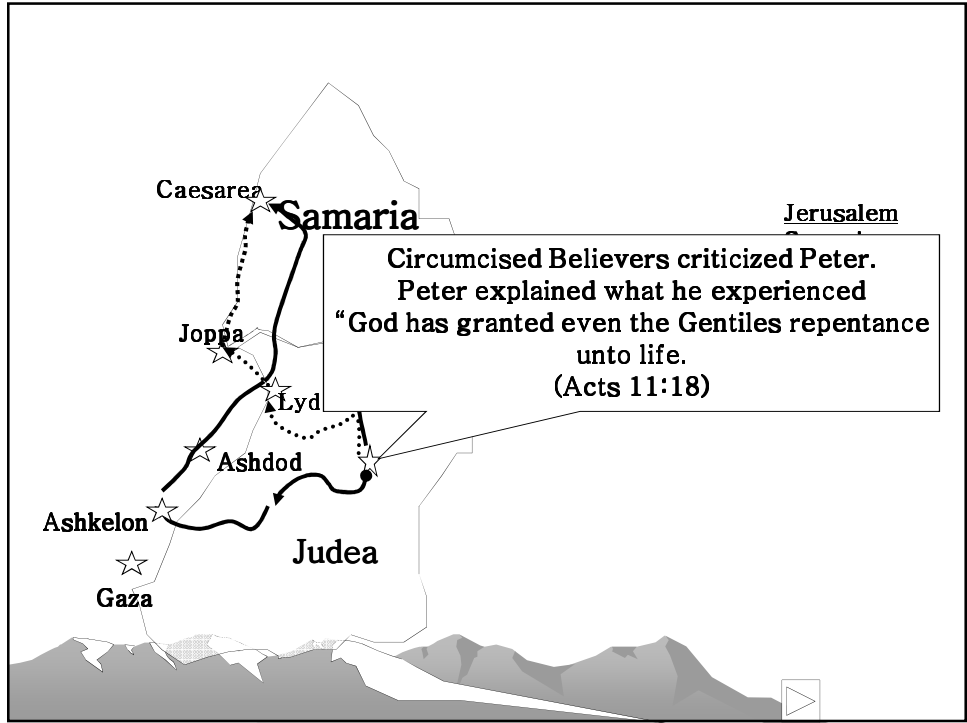 Caesarea
Samaria
Jerusalem
Circumcised Believers criticized Peter.
Peter explained what he experienced
“God has granted even the Gentiles repentance
unto life.
(Acts 11:18)
Joppa
Lyd
Ashdod
Ashkelon
Judea
Gaza